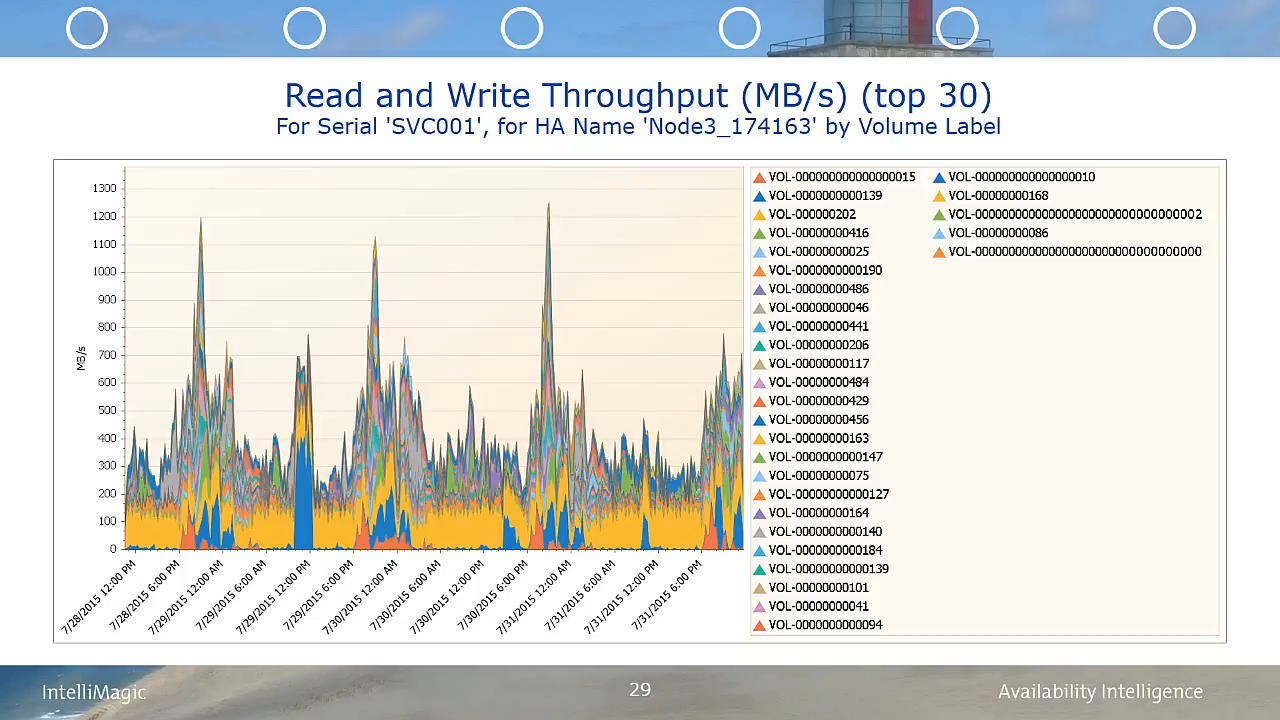 Read and Write Throughput (MB/s) (top 30)
For Serial 'SVC001', for HA Name 'Node3_174163' by Volume Label
1300
1200
1100
1000
900
800
700
600
500
400
300
200
100
0
MB/s
7/28/2015 12:00 PM
7/28/2015 6:00 PM
7/29/2015 12:00 AM
7/29/2015 6:00 AM
7/29/2015 12:00 PM
7/29/2015 6:00 PM
7/30/2015 12:00 AM
7/30/2015 6:00 AM
7/30/2015 12:00 PM
7/30/2015 6:00 PM
7/31/2015 12:00 AM
7/31/2015 6:00 AM
7/31/2015 12:00 PM
7/31/2015 6:00 PM
VOL-000000000000000015
VOL-0000000000139
VOL-000000202
VOL-00000000416
VOL-00000000025
VOL-0000000000190
VOL-00000000486
VOL-00000000046
VOL-00000000441
VOL-00000000206
VOL-00000000117
VOL-00000000484
VOL-00000000429
VOL-00000000456
VOL-00000000163
VOL-0000000000147
VOL-00000000075
VOL-00000000000127
VOL-00000000164
VOL-0000000000140
VOL-0000000000184
VOL-00000000000139
VOL-00000000101
VOL-00000000041
VOL-0000000000094
VOL-000000000000000010
VOL-00000000168
VOL-0000000000000000000000000000000002
VOL-00000000086
VOL-0000000000000000000000000000000000
IntelliMagic
29
Availability Intelligence